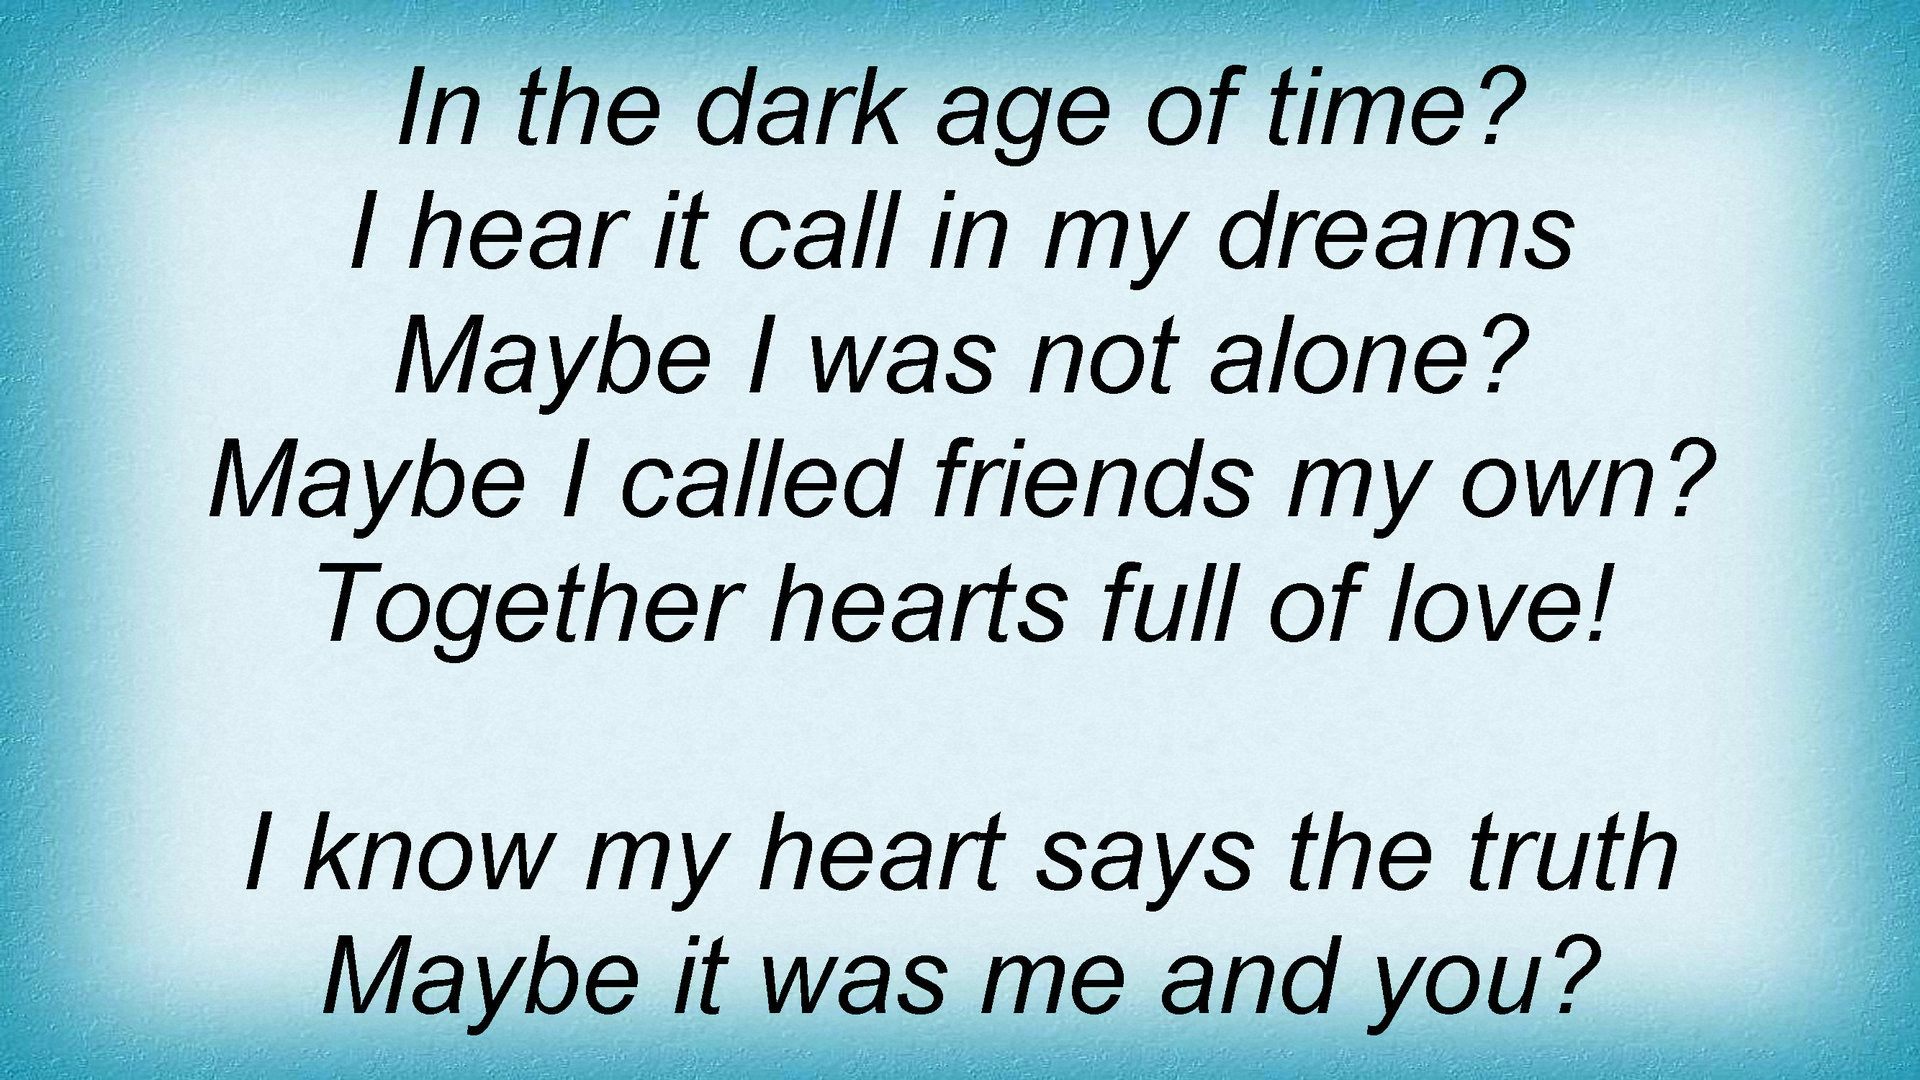 In the dark age of time?
I hear it call in my dreams
Maybe I was not alone?
Maybe I called friends my own?
Together hearts full of love!
I know my heart says the truth
Maybe it was me and you?